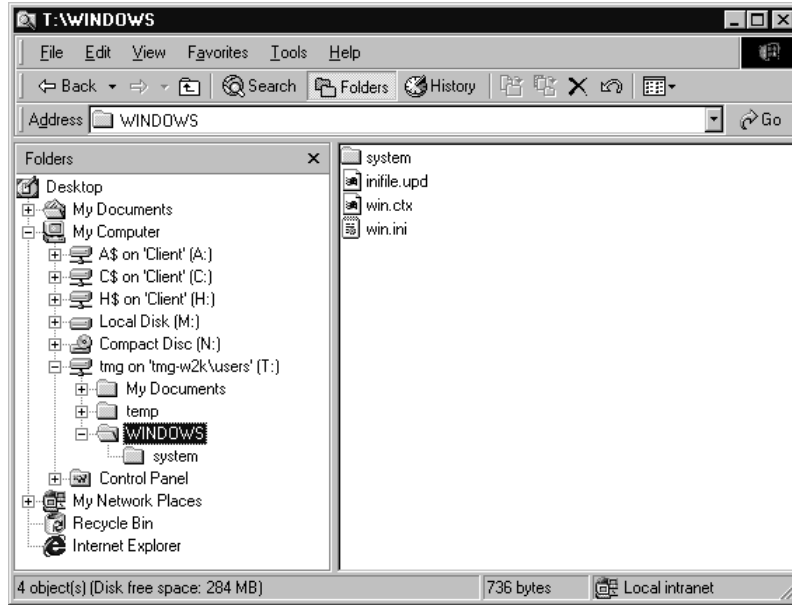 T:\WINDOWS
File Edit View Favorites Tools Help
Back Search Folders History
Address WINDOWS Go
Folders
Desktop
My Documents
My Computer
A$ on 'Client' (A:)
C$ on 'Client' (C:)
H$ on 'Client' (H:)
Local Disk (M:)
Compact Disc (N:)
tmg on 'tmg-w2k\users' (T:)
My Documents
temp
WINDOWS
system
Control Panel
My Network Places
Recycle Bin
Internet Explorer
system
inifile.upd
win.ctx
win.ini
4 object(s) (Disk free space: 284 MB) 736 bytes Local intranet